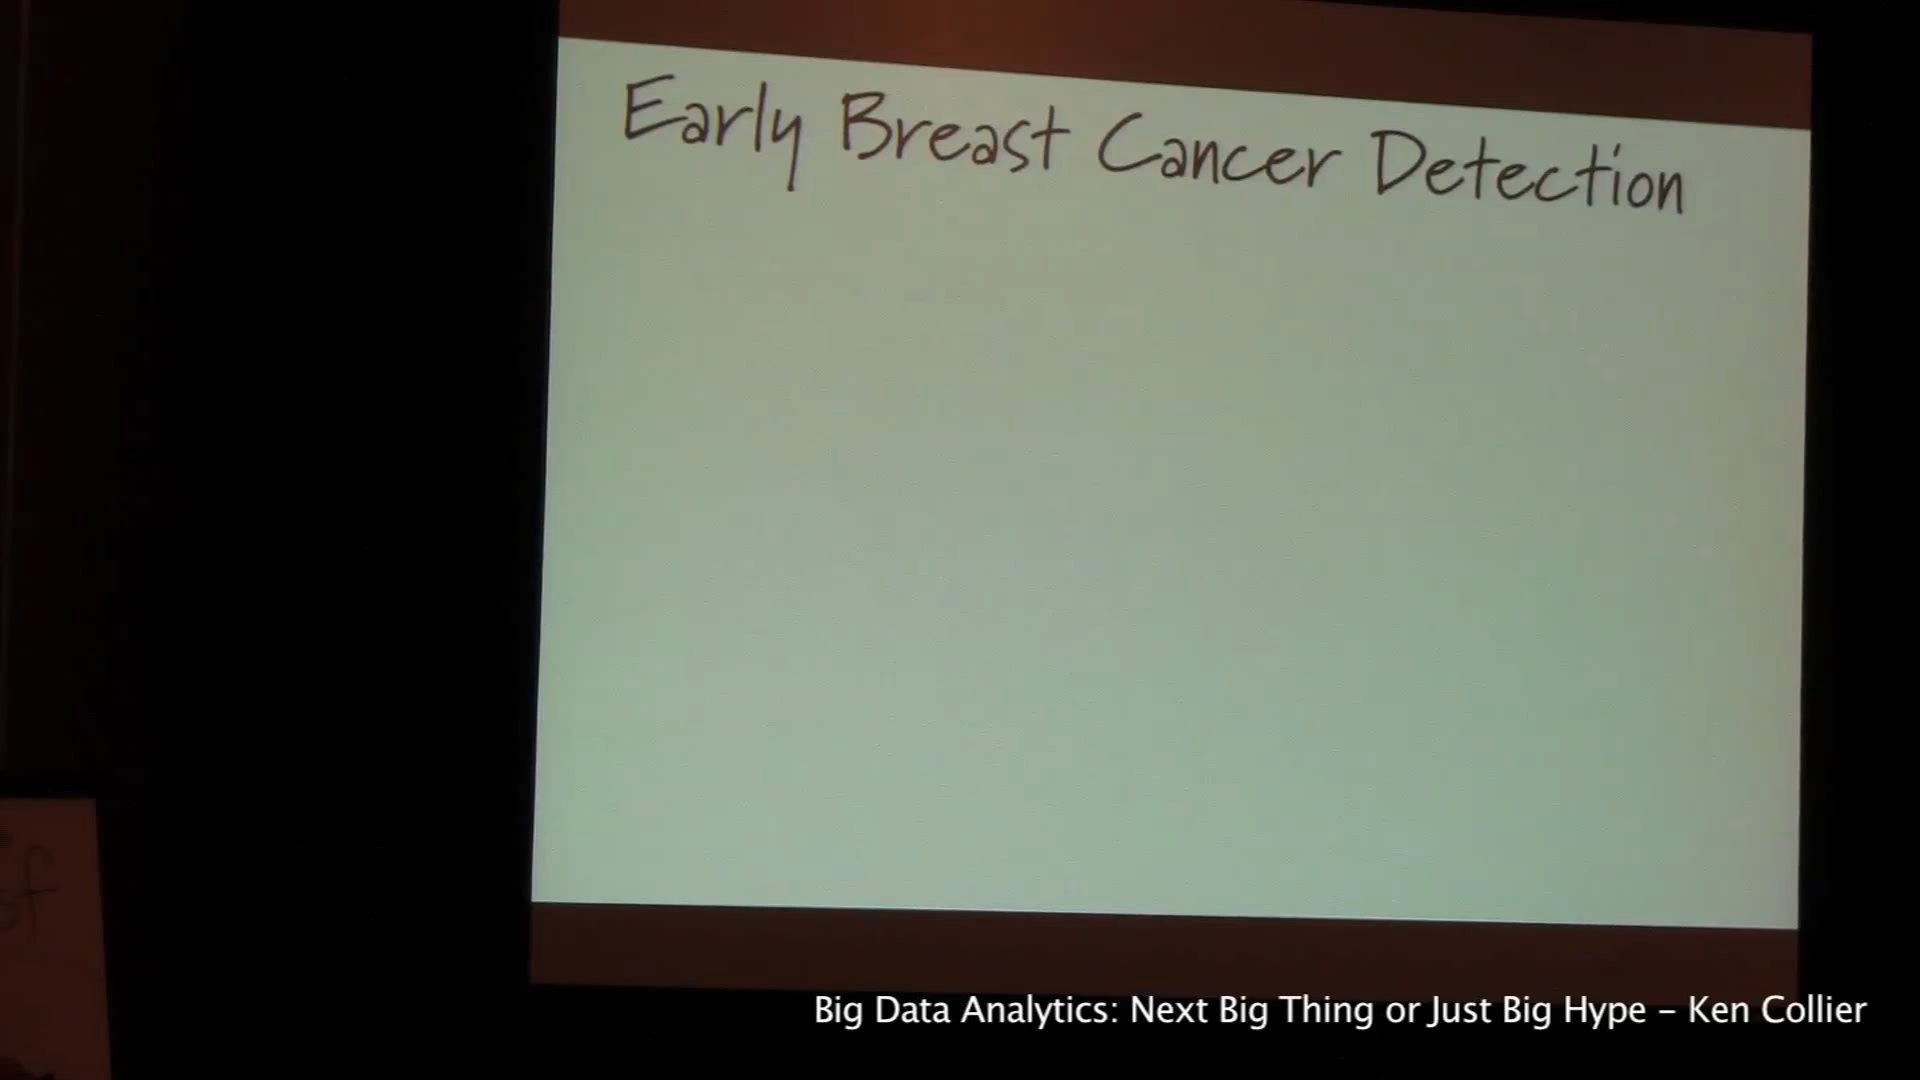 Early Breast Cancer Detection
Big Data Analytics: Next Big Thing or Just Big Hype – Ken Collier